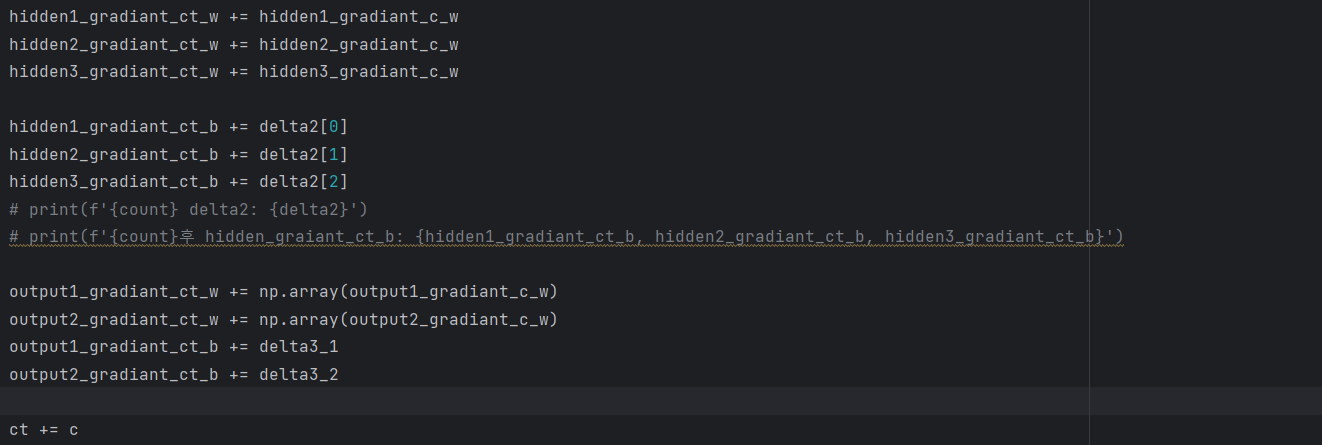 hidden1_gradiant_ct_w += hidden1_gradiant_c_w
hidden2_gradiant_ct_w += hidden2_gradiant_c_w
hidden3_gradiant_ct_w += hidden3_gradiant_c_w
hidden1_gradiant_ct_b += delta2[0]
hidden2_gradiant_ct_b += delta2[1]
hidden3_gradiant_ct_b += delta2[2]
# print(f'{count} delta2: {delta2}')
# print(f'{count}후 hidden_graiant_ct_b: {hidden1_gradiant_ct_b, hidden2_gradiant_ct_b, hidden3_gradiant_ct_b}')
output1_gradiant_ct_w += np.array(output1_gradiant_c_w)
output2_gradiant_ct_w += np.array(output2_gradiant_c_w)
output1_gradiant_ct_b += delta3_1
output2_gradiant_ct_b += delta3_2
ct += c